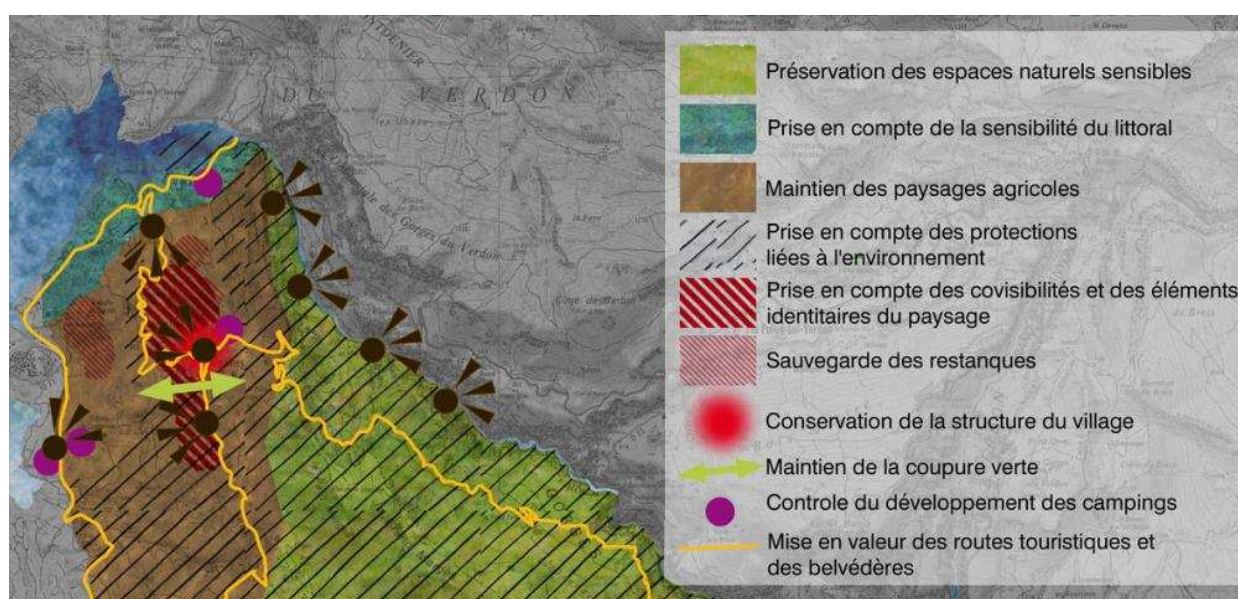 DU VERDON
Gorges du Verdon
Préservation des espaces naturels sensibles
Prise en compte de la sensibilité du littoral
Maintien des paysages agricoles
Prise en compte des protections
liées à l'environnement
Prise en compte des covisibilités et des éléments
identitaires du paysage
Sauvegarde des restanques
Conservation de la structure du village
Maintien de la coupure verte
Controle du développement des campings
Mise en valeur des routes touristiques et
des belvédères